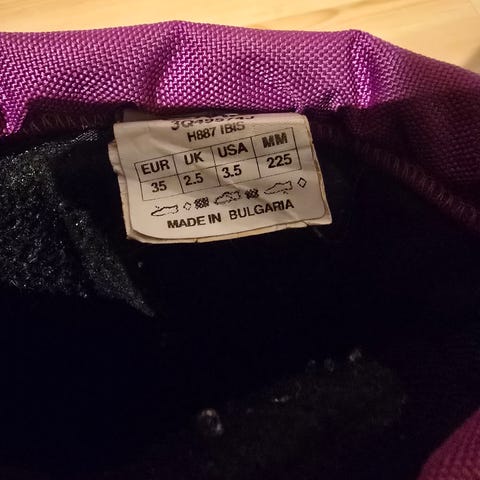 H887 IBIS
EUR UK USA MM
35 2.5 3.5 225
MADE IN BULGARIA